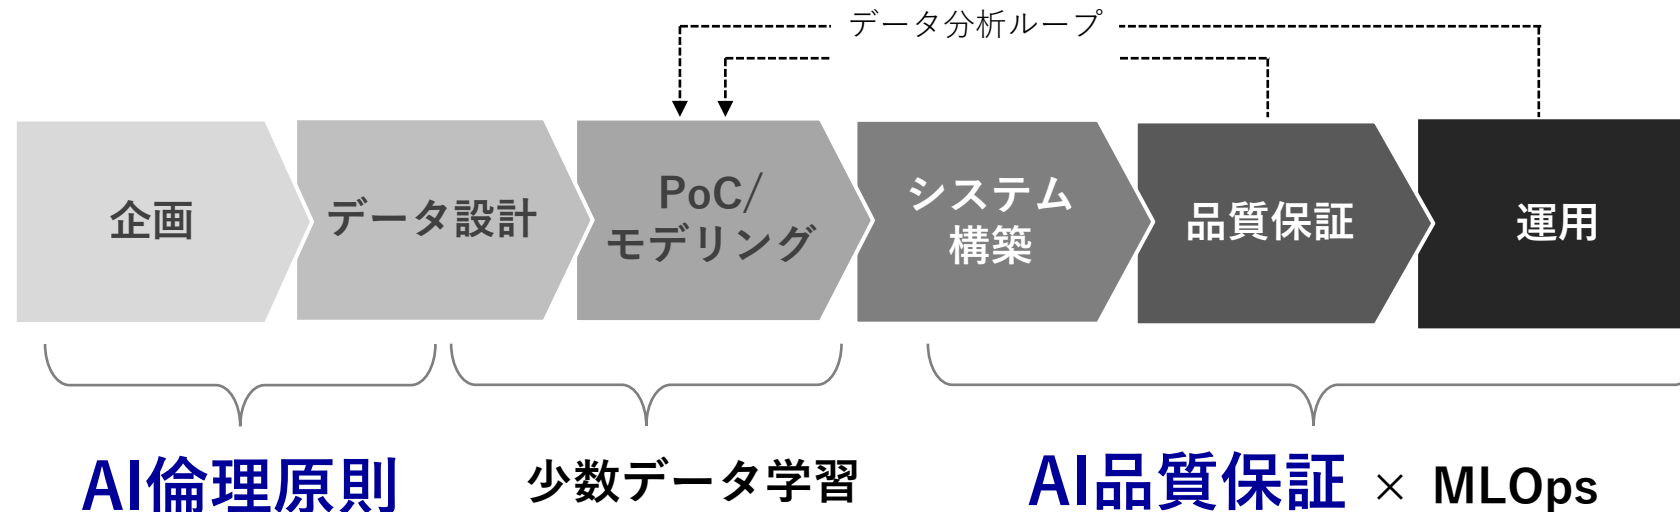 データ分析ループ
企画
データ設計
PoC/
モデリング
システム
構築
品質保証
運用
AI倫理原則
少数データ学習
AI品質保証 × MLOps